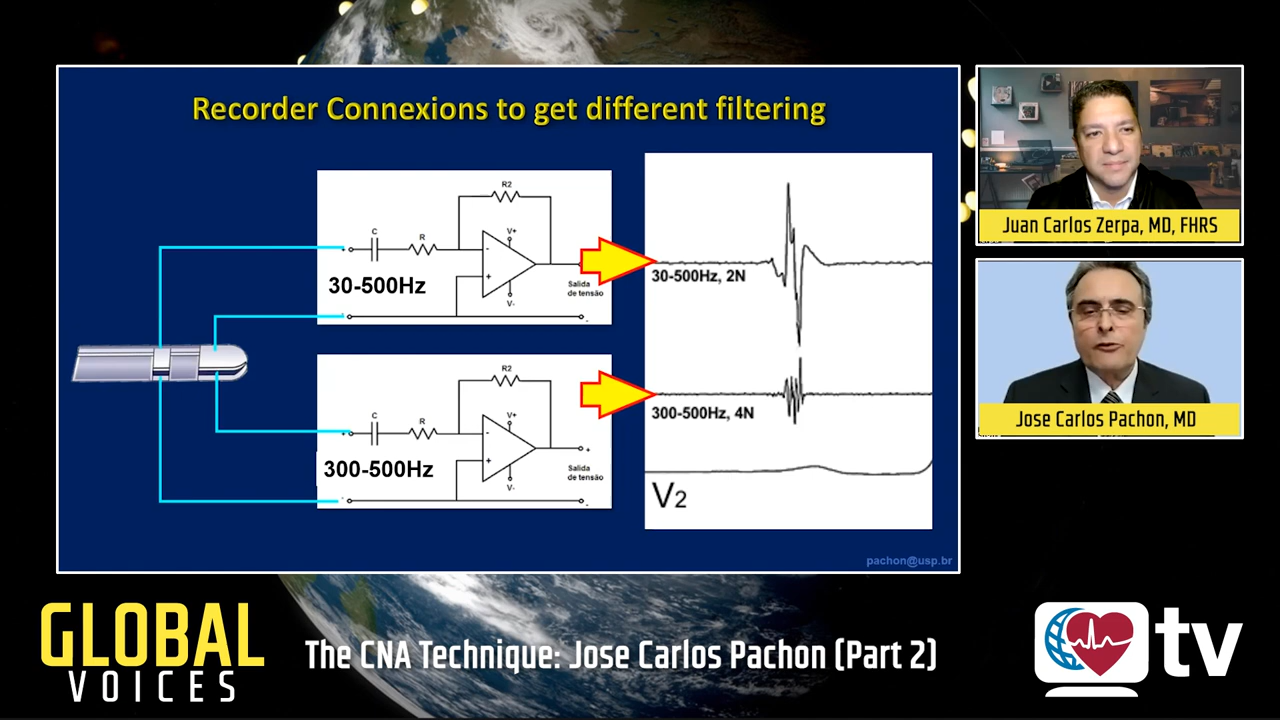 Recorder Connexions to get different filtering
R2
C
R
V+
-
+
V-
30-500Hz
Salida
de tensão
-
30-500Hz, 2N
R2
C
R
V+
-
+
V-
+
300-500Hz
Salida
de tensão
-
300-500Hz, 4N
V2
pachon@usp.br
Juan Carlos Zerpa, MD, FHRS
Jose Carlos Pachon, MD
GLOBAL
VOICES
The CNA Technique: Jose Carlos Pachon (Part 2)
tv